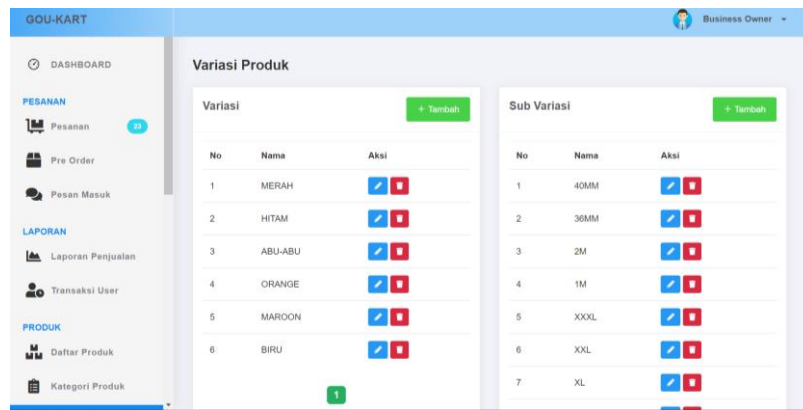 GOU-KART
Business Owner
DASHBOARD
PESANAN
Pesanan 23
Pre Order
Pesan Masuk
LAPORAN
Laporan Penjualan
Transaksi User
PRODUK
Daftar Produk
Kategori Produk
Variasi Produk
Variasi
+ Tambah
No Nama Aksi
1 MERAH
2 HITAM
3 ABU-ABU
4 ORANGE
5 MAROON
6 BIRU
1
Sub Variasi
+ Tambah
No Nama Aksi
1 40MM
2 36MM
3 2M
4 1M
5 XXXL
6 XXL
7 XL